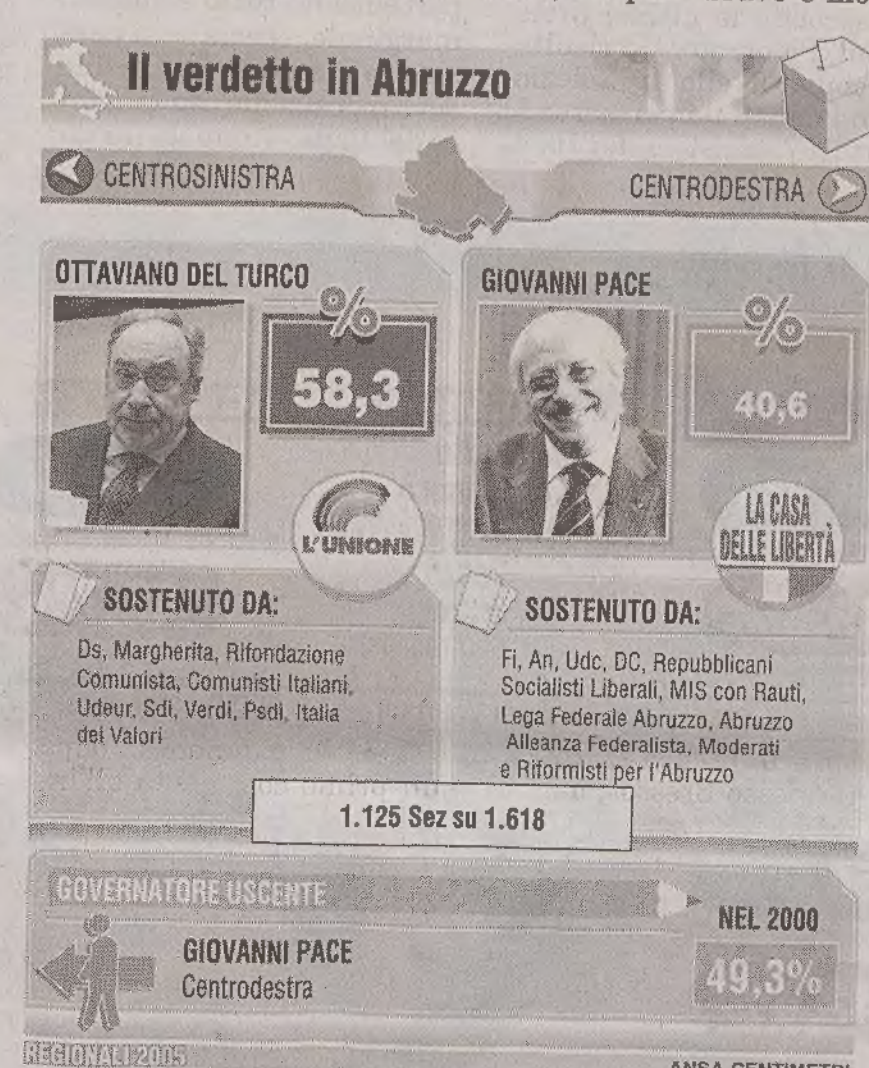 Il verdetto in Abruzzo
CENTROSINISTRA
CENTRODESTRA
OTTAVIANO DEL TURCO
%
58,3
L'UNIONE
SOSTENUTO DA:
Ds, Margherita, Rifondazione
Comunista, Comunisti Italiani,
Udeur, Sdi, Verdi, Psdi, Italia
dei Valori
GIOVANNI PACE
%
40,6
LA CASA
DELLE LIBERTÀ
SOSTENUTO DA:
Fi, An, Udc, DC, Repubblicani
Socialisti Liberali, MIS con Rauti,
Lega Federale Abruzzo, Abruzzo
Alleanza Federalista, Moderati
e Riformisti per l'Abruzzo
1.125 Sez su 1.618
GOVERNATORE USCENTE
GIOVANNI PACE
Centrodestra
NEL 2000
49,3%
REGIONALI 2005
ANSA-CENTIMETRI